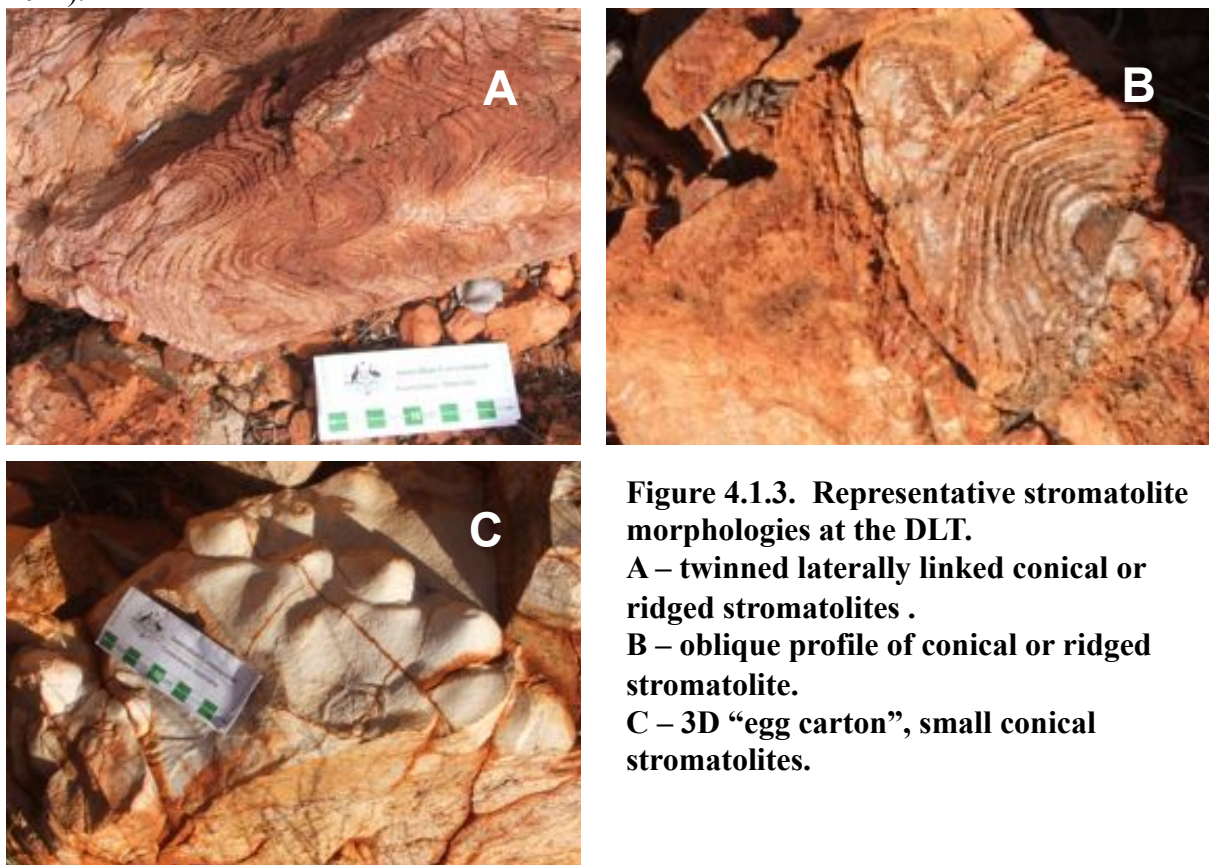 A
B
C
Figure 4.1.3. Representative stromatolite
morphologies at the DLT.
A – twinned laterally linked conical or
ridged stromatolites .
B – oblique profile of conical or ridged
stromatolite.
C – 3D “egg carton”, small conical
stromatolites.